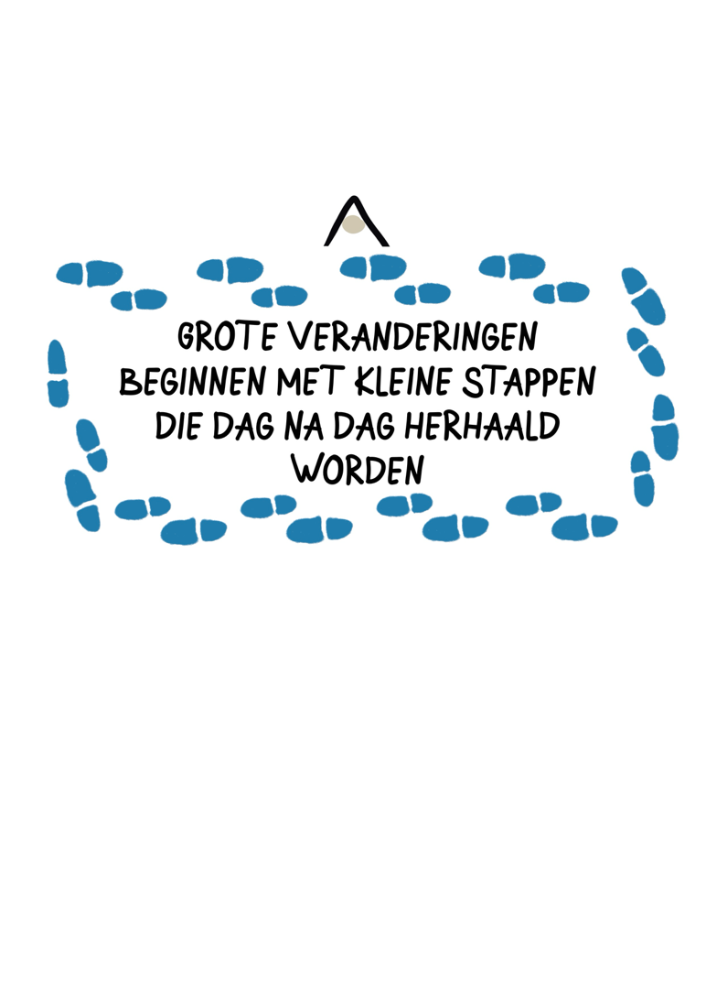 GROTE VERANDERINGEN
BEGINNEN MET KLEINE STAPPEN
DIE DAG NA DAG HERHAALD
WORDEN